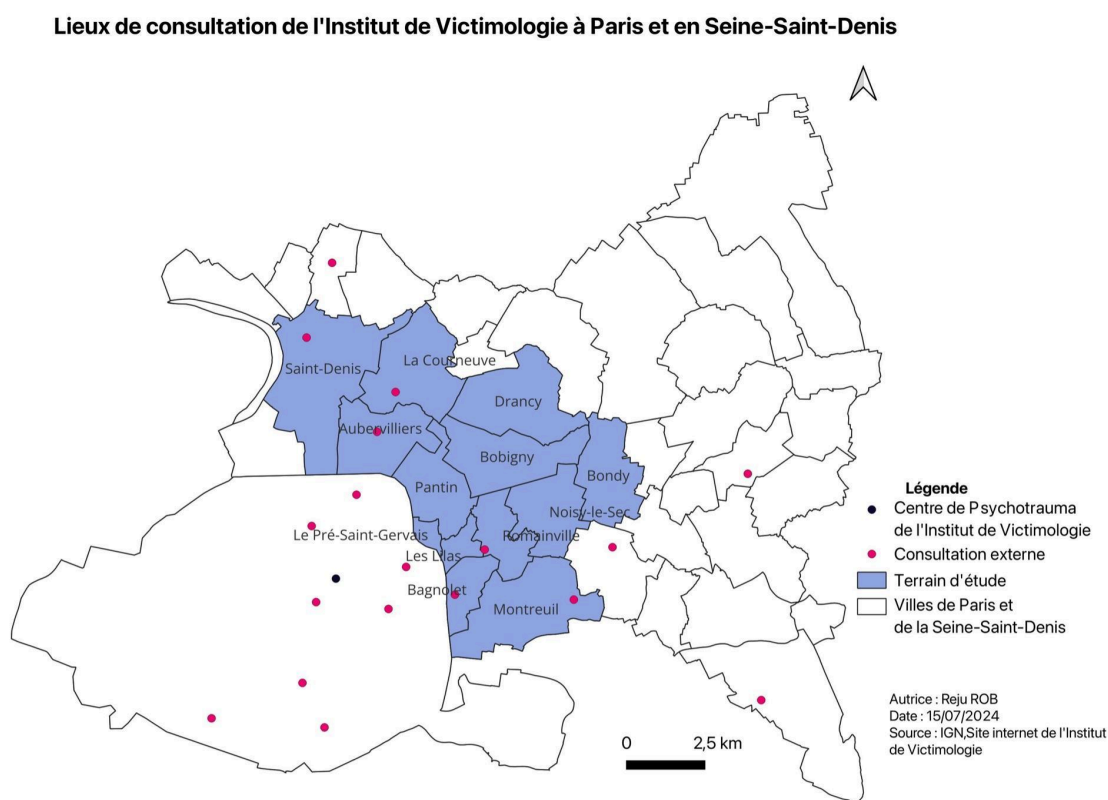 Lieux de consultation de l'Institut de Victimologie à Paris et en Seine-Saint-Denis
La Courneuve
Saint-Denis
Drancy
Aubervilliers
Bobigny
Bondy
Pantin
Noisy-le-Sec
Le Pré-Saint-Gervais
Romainville
Les Lilas
Bagnolet
Montreuil
Légende
Centre de Psychotrauma
de l'Institut de Victimologie
Consultation externe
Terrain d'étude
Villes de Paris et
de la Seine-Saint-Denis
Autrice : Reju ROB
Date : 15/07/2024
Source : IGN,Site internet de l'Institut
de Victimologie
0 2,5 km